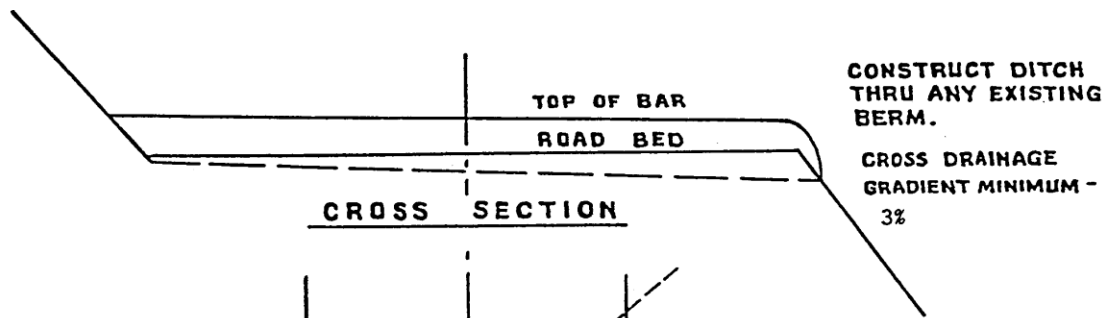 TOP OF BAR
ROAD BED
CROSS SECTION
CONSTRUCT DITCH
THRU ANY EXISTING
BERM.
CROSS DRAINAGE
GRADIENT MINIMUM -
3%